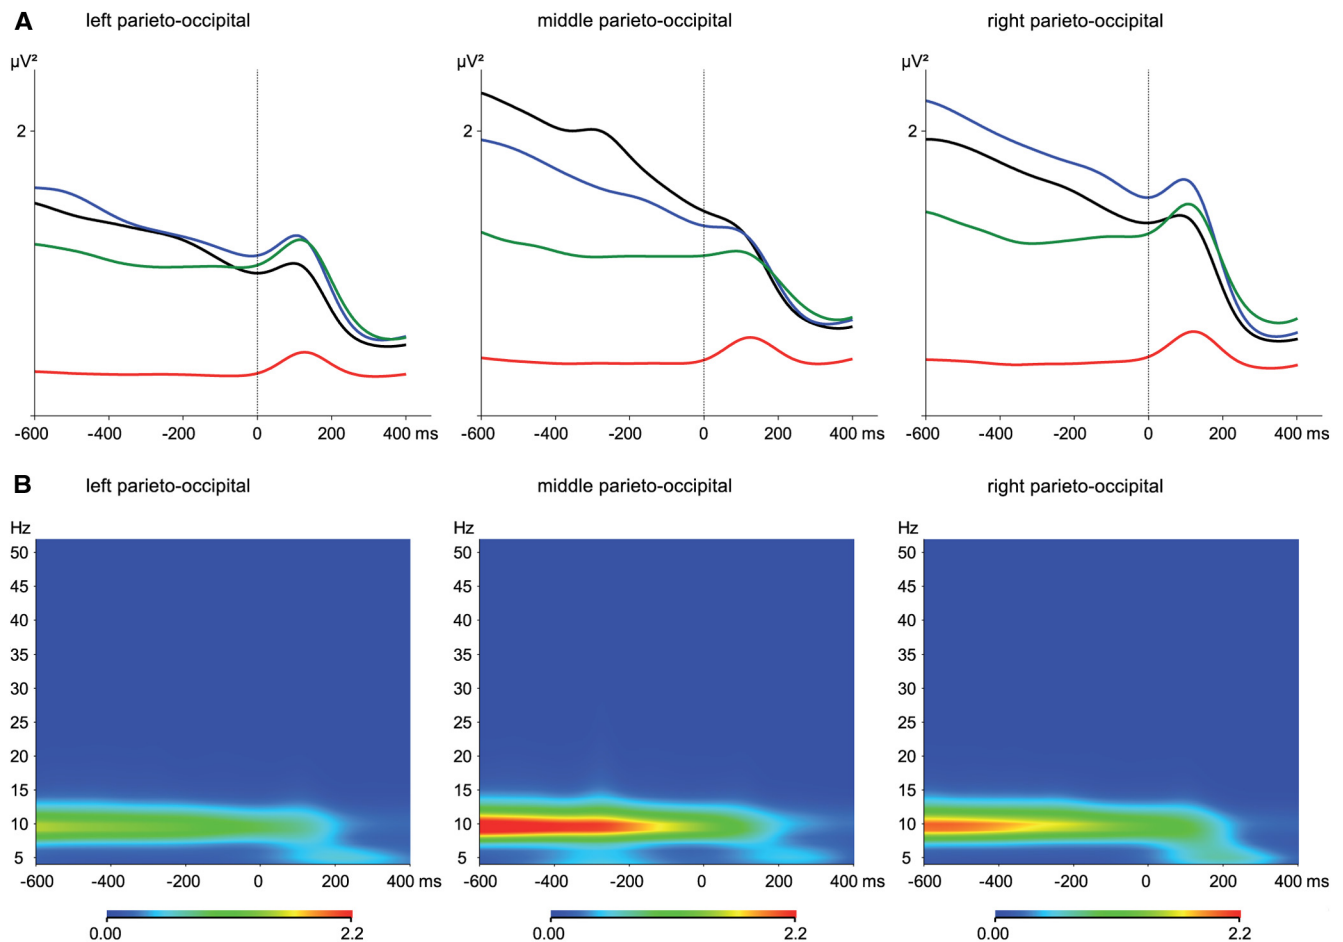 A
left parieto-occipital middle parieto-occipital right parieto-occipital
µV² µV² µV²
2 2 2
-600 -400 -200 0 200 400 ms -600 -400 -200 0 200 400 ms -600 -400 -200 0 200 400 ms
B
left parieto-occipital middle parieto-occipital right parieto-occipital
Hz Hz Hz
50 50 50
45 45 45
40 40 40
35 35 35
30 30 30
25 25 25
20 20 20
15 15 15
10 10 10
5 5 5
-600 -400 -200 0 200 400 ms -600 -400 -200 0 200 400 ms -600 -400 -200 0 200 400 ms
0.00 2.2 0.00 2.2 0.00 2.2